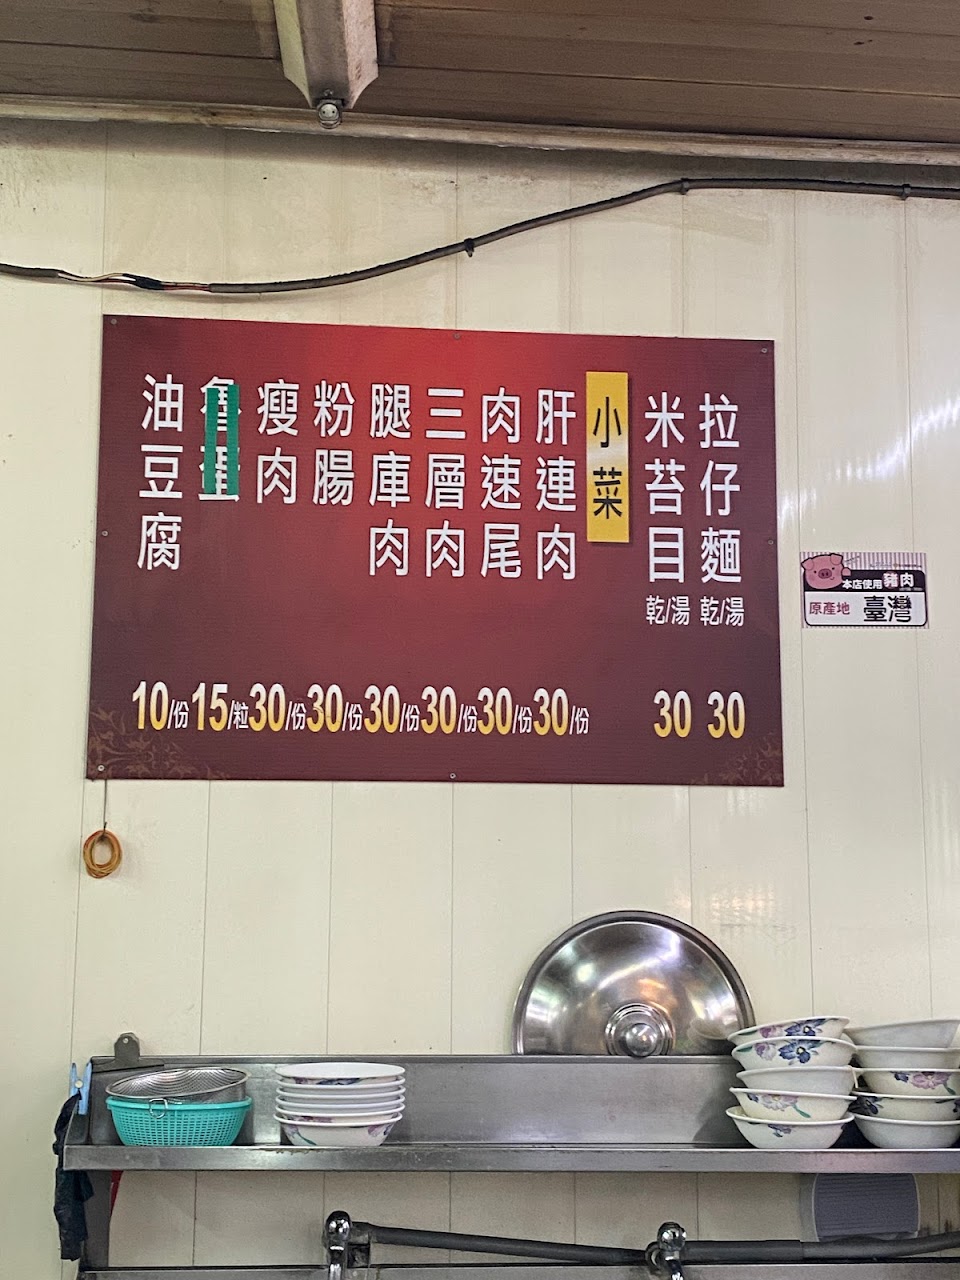 拉仔麵 乾/湯 30
米苔目 乾/湯 30
小菜
肝連肉 30/份
肉速尾 30/份
三層肉 30/份
腿庫肉 30/份
粉腸 30/份
瘦肉 30/份
魯蛋 15/粒
油豆腐 10/份
本店使用豬肉
原產地 臺灣